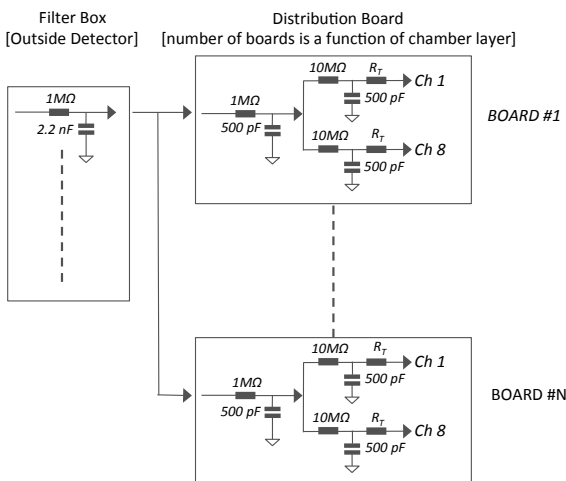 Filter Box
[Outside Detector]
Distribution Board
[number of boards is a function of chamber layer]
1MΩ
2.2 nF
1MΩ
500 pF
10MΩ
R_T
Ch 1
500 pF
10MΩ
R_T
Ch 8
500 pF
BOARD #1
1MΩ
500 pF
10MΩ
R_T
Ch 1
500 pF
10MΩ
R_T
Ch 8
500 pF
BOARD #N